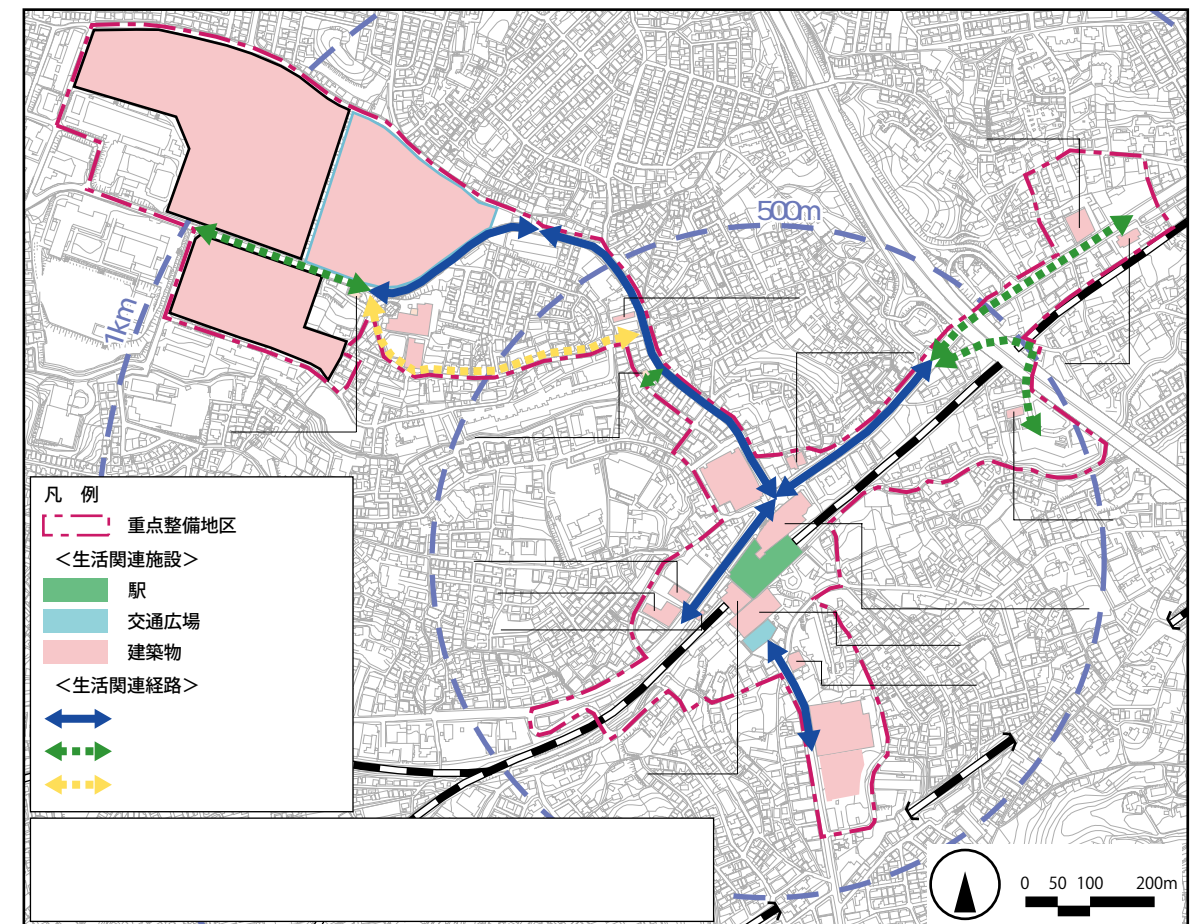 500m
1km
凡　例
重点整備地区
＜生活関連施設＞
駅
交通広場
建築物
＜生活関連経路＞
0 50 100 200m